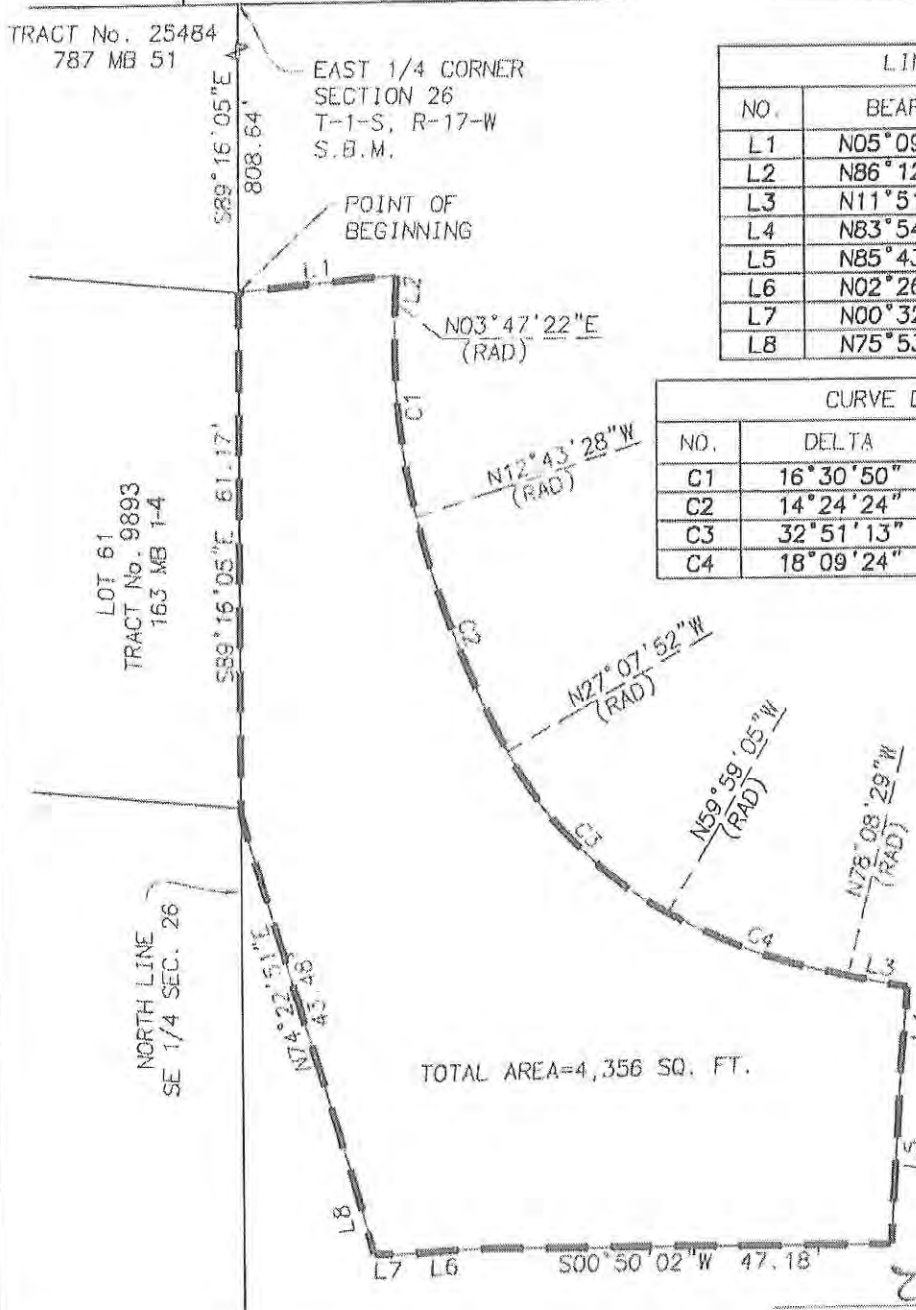 TRACT No. 25484
787 MB 51
S89°16'05"E
808.64'
EAST 1/4 CORNER
SECTION 26
T-1-S, R-17-W
S.B.M.
POINT OF
BEGINNING
L1
L2
N03°47'22"E
(RAD)
C1
N12°43'28"W
(RAD)
LOT 61
TRACT No. 9893
163 MB 1-4
S89°16'05"E 61.17'
C2
N27°07'52"W
(RAD)
C3
N59°59'05"W
(RAD)
C4
N78°08'29"W
(RAD)
L3
NORTH LINE
SE 1/4 SEC. 26
N74°22'51"E
43.48
TOTAL AREA=4,356 SQ. FT.
L5
L8
L7
L6
S00°50'02"W 47.18'
NO.
L1 N05°09
L2 N86°12
L3 N11°51
L4 N83°54
L5 N85°43
L6 N02°26
L7 N00°32
L8 N75°53
CURVE
NO. DELTA
C1 16°30'50"
C2 14°24'24"
C3 32°51'13"
C4 18°09'24"